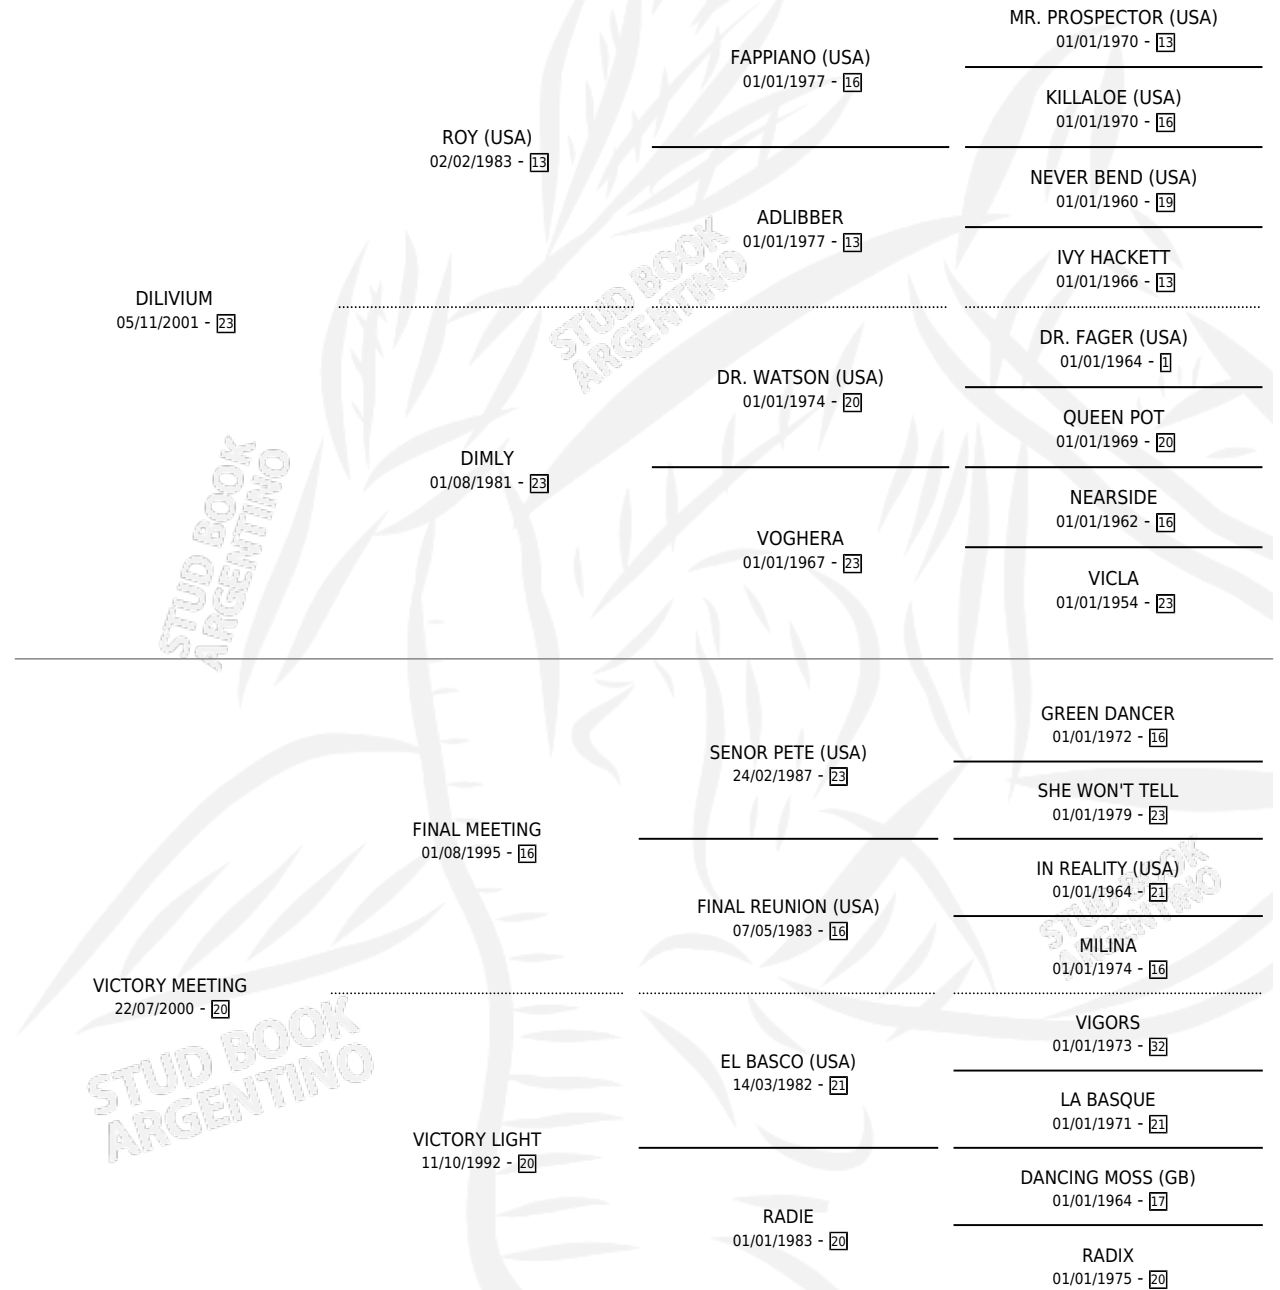 MR. PROSPECTOR (USA)
01/01/1970 - 13
FAPPIANO (USA)
01/01/1977 - 16
KILLALOE (USA)
01/01/1970 - 16
ROY (USA)
02/02/1983 - 13
NEVER BEND (USA)
01/01/1960 - 19
ADLIBBER
01/01/1977 - 13
IVY HACKETT
01/01/1966 - 13
DILIVIUM
05/11/2001 - 23
DR. FAGER (USA)
01/01/1964 - 1
DR. WATSON (USA)
01/01/1974 - 20
QUEEN POT
01/01/1969 - 20
DIMLY
01/08/1981 - 23
NEARSIDE
01/01/1962 - 16
VOGHERA
01/01/1967 - 23
VICLA
01/01/1954 - 23
STUD BOOK
ARGENTINO
STUD BOOK
ARGENTINO
GREEN DANCER
01/01/1972 - 16
SENOR PETE (USA)
24/02/1987 - 23
SHE WON'T TELL
01/01/1979 - 23
FINAL MEETING
01/08/1995 - 16
IN REALITY (USA)
01/01/1964 - 21
FINAL REUNION (USA)
07/05/1983 - 16
MILINA
01/01/1974 - 16
VICTORY MEETING
22/07/2000 - 20
VIGORS
01/01/1973 - 32
EL BASCO (USA)
14/03/1982 - 21
LA BASQUE
01/01/1971 - 21
VICTORY LIGHT
11/10/1992 - 20
DANCING MOSS (GB)
01/01/1964 - 17
RADIE
01/01/1983 - 20
RADIX
01/01/1975 - 20
STUD BOOK
ARGENTINO
STUD BOOK
ARGENTINO